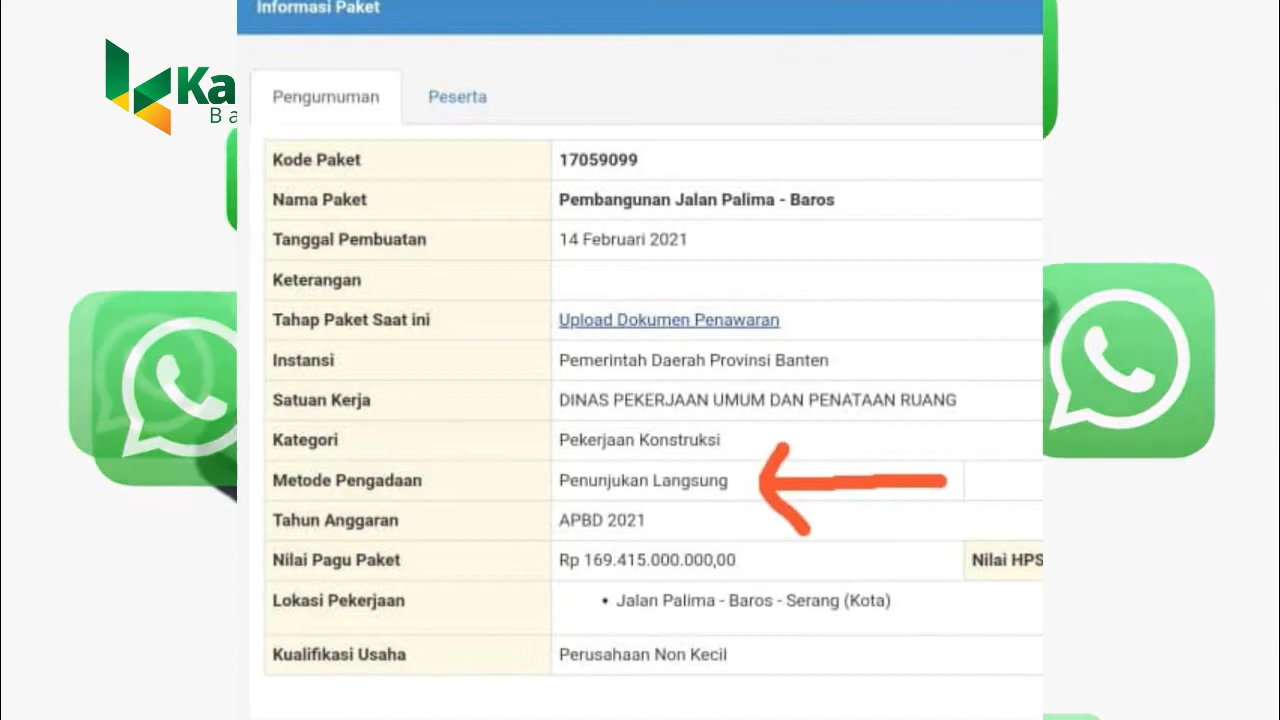 Informasi Paket
Ka
Ba
Pengumuman
Peserta
Kode Paket 17059099
Nama Paket Pembangunan Jalan Palima - Baros
Tanggal Pembuatan 14 Februari 2021
Keterangan
Tahap Paket Saat ini Upload Dokumen Penawaran
Instansi Pemerintah Daerah Provinsi Banten
Satuan Kerja DINAS PEKERJAAN UMUM DAN PENATAAN RUANG
Kategori Pekerjaan Konstruksi
Metode Pengadaan Penunjukan Langsung
Tahun Anggaran APBD 2021
Nilai Pagu Paket Rp 169.415.000.000,00 Nilai HPS
Lokasi Pekerjaan • Jalan Palima - Baros - Serang (Kota)
Kualifikasi Usaha Perusahaan Non Kecil